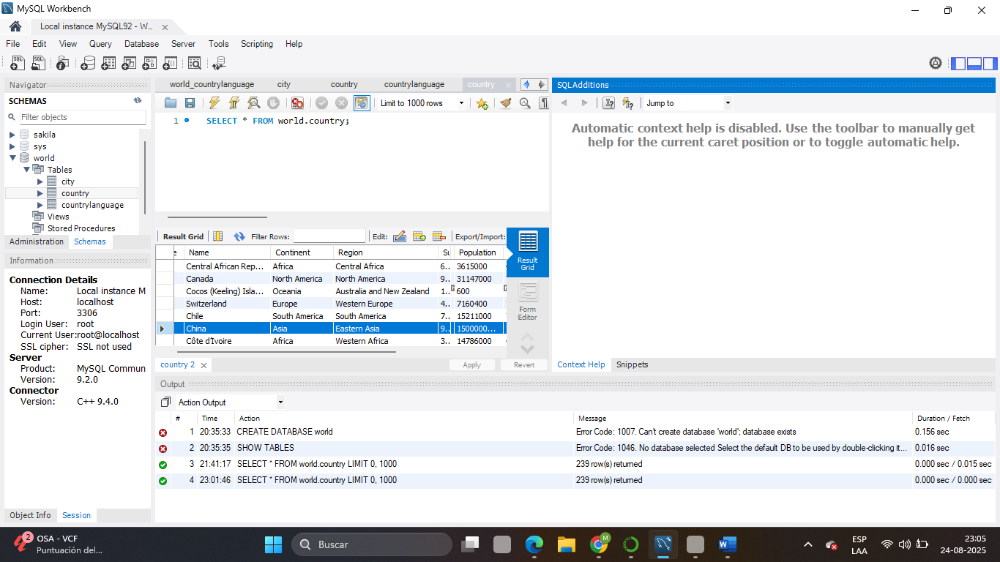 MySQL Workbench
Local instance MySQL92 - W...
File Edit View Query Database Server Tools Scripting Help
Navigator
SCHEMAS
Filter objects
sakila
sys
world
Tables
city
country
countrylanguage
Views
Stored Procedures
Administration Schemas
Information
Connection Details
Name: Local instance M
Host: localhost
Port: 3306
Login User: root
Current User: root@localhost
SSL cipher: SSL not used
Server
Product: MySQL Commun
Version: 9.2.0
Connector
Version: C++ 9.4.0
Object Info Session
world_countrylanguage city country countrylanguage country
Limit to 1000 rows
1 SELECT * FROM world.country;
Result Grid Filter Rows: Edit: Export/Import:
Name Continent Region Population
Central African Rep... Africa Central Africa 6.. 3615000
Canada North America North America 9.. 31147000
Cocos (Keeling) Isla... Oceania Australia and New Zealand 1.. 600
Switzerland Europe Western Europe 4.. 7160400
Chile South America South America 7.. 15211000
China Asia Eastern Asia 9.. 1500000...
Côte d'Ivoire Africa Western Africa 3.. 14786000
Result Grid
Form Editor
country 2 Apply Revert
SQLAdditions
Jump to
Automatic context help is disabled. Use the toolbar to manually get
help for the current caret position or to toggle automatic help.
Context Help Snippets
Output
Action Output
# Time Action Message Duration / Fetch
1 20:35:33 CREATE DATABASE world Error Code: 1007. Can't create database 'world'; database exists 0.156 sec
2 20:35:35 SHOW TABLES Error Code: 1046. No database selected Select the default DB to be used by double-clicking it... 0.016 sec
3 21:41:17 SELECT * FROM world.country LIMIT 0, 1000 239 row(s) returned 0.000 sec / 0.015 sec
4 23:01:46 SELECT * FROM world.country LIMIT 0, 1000 239 row(s) returned 0.000 sec / 0.000 sec
2
OSA - VCF
Puntuación del...
Buscar
M
ESP
LAA
23:05
24-08-2025